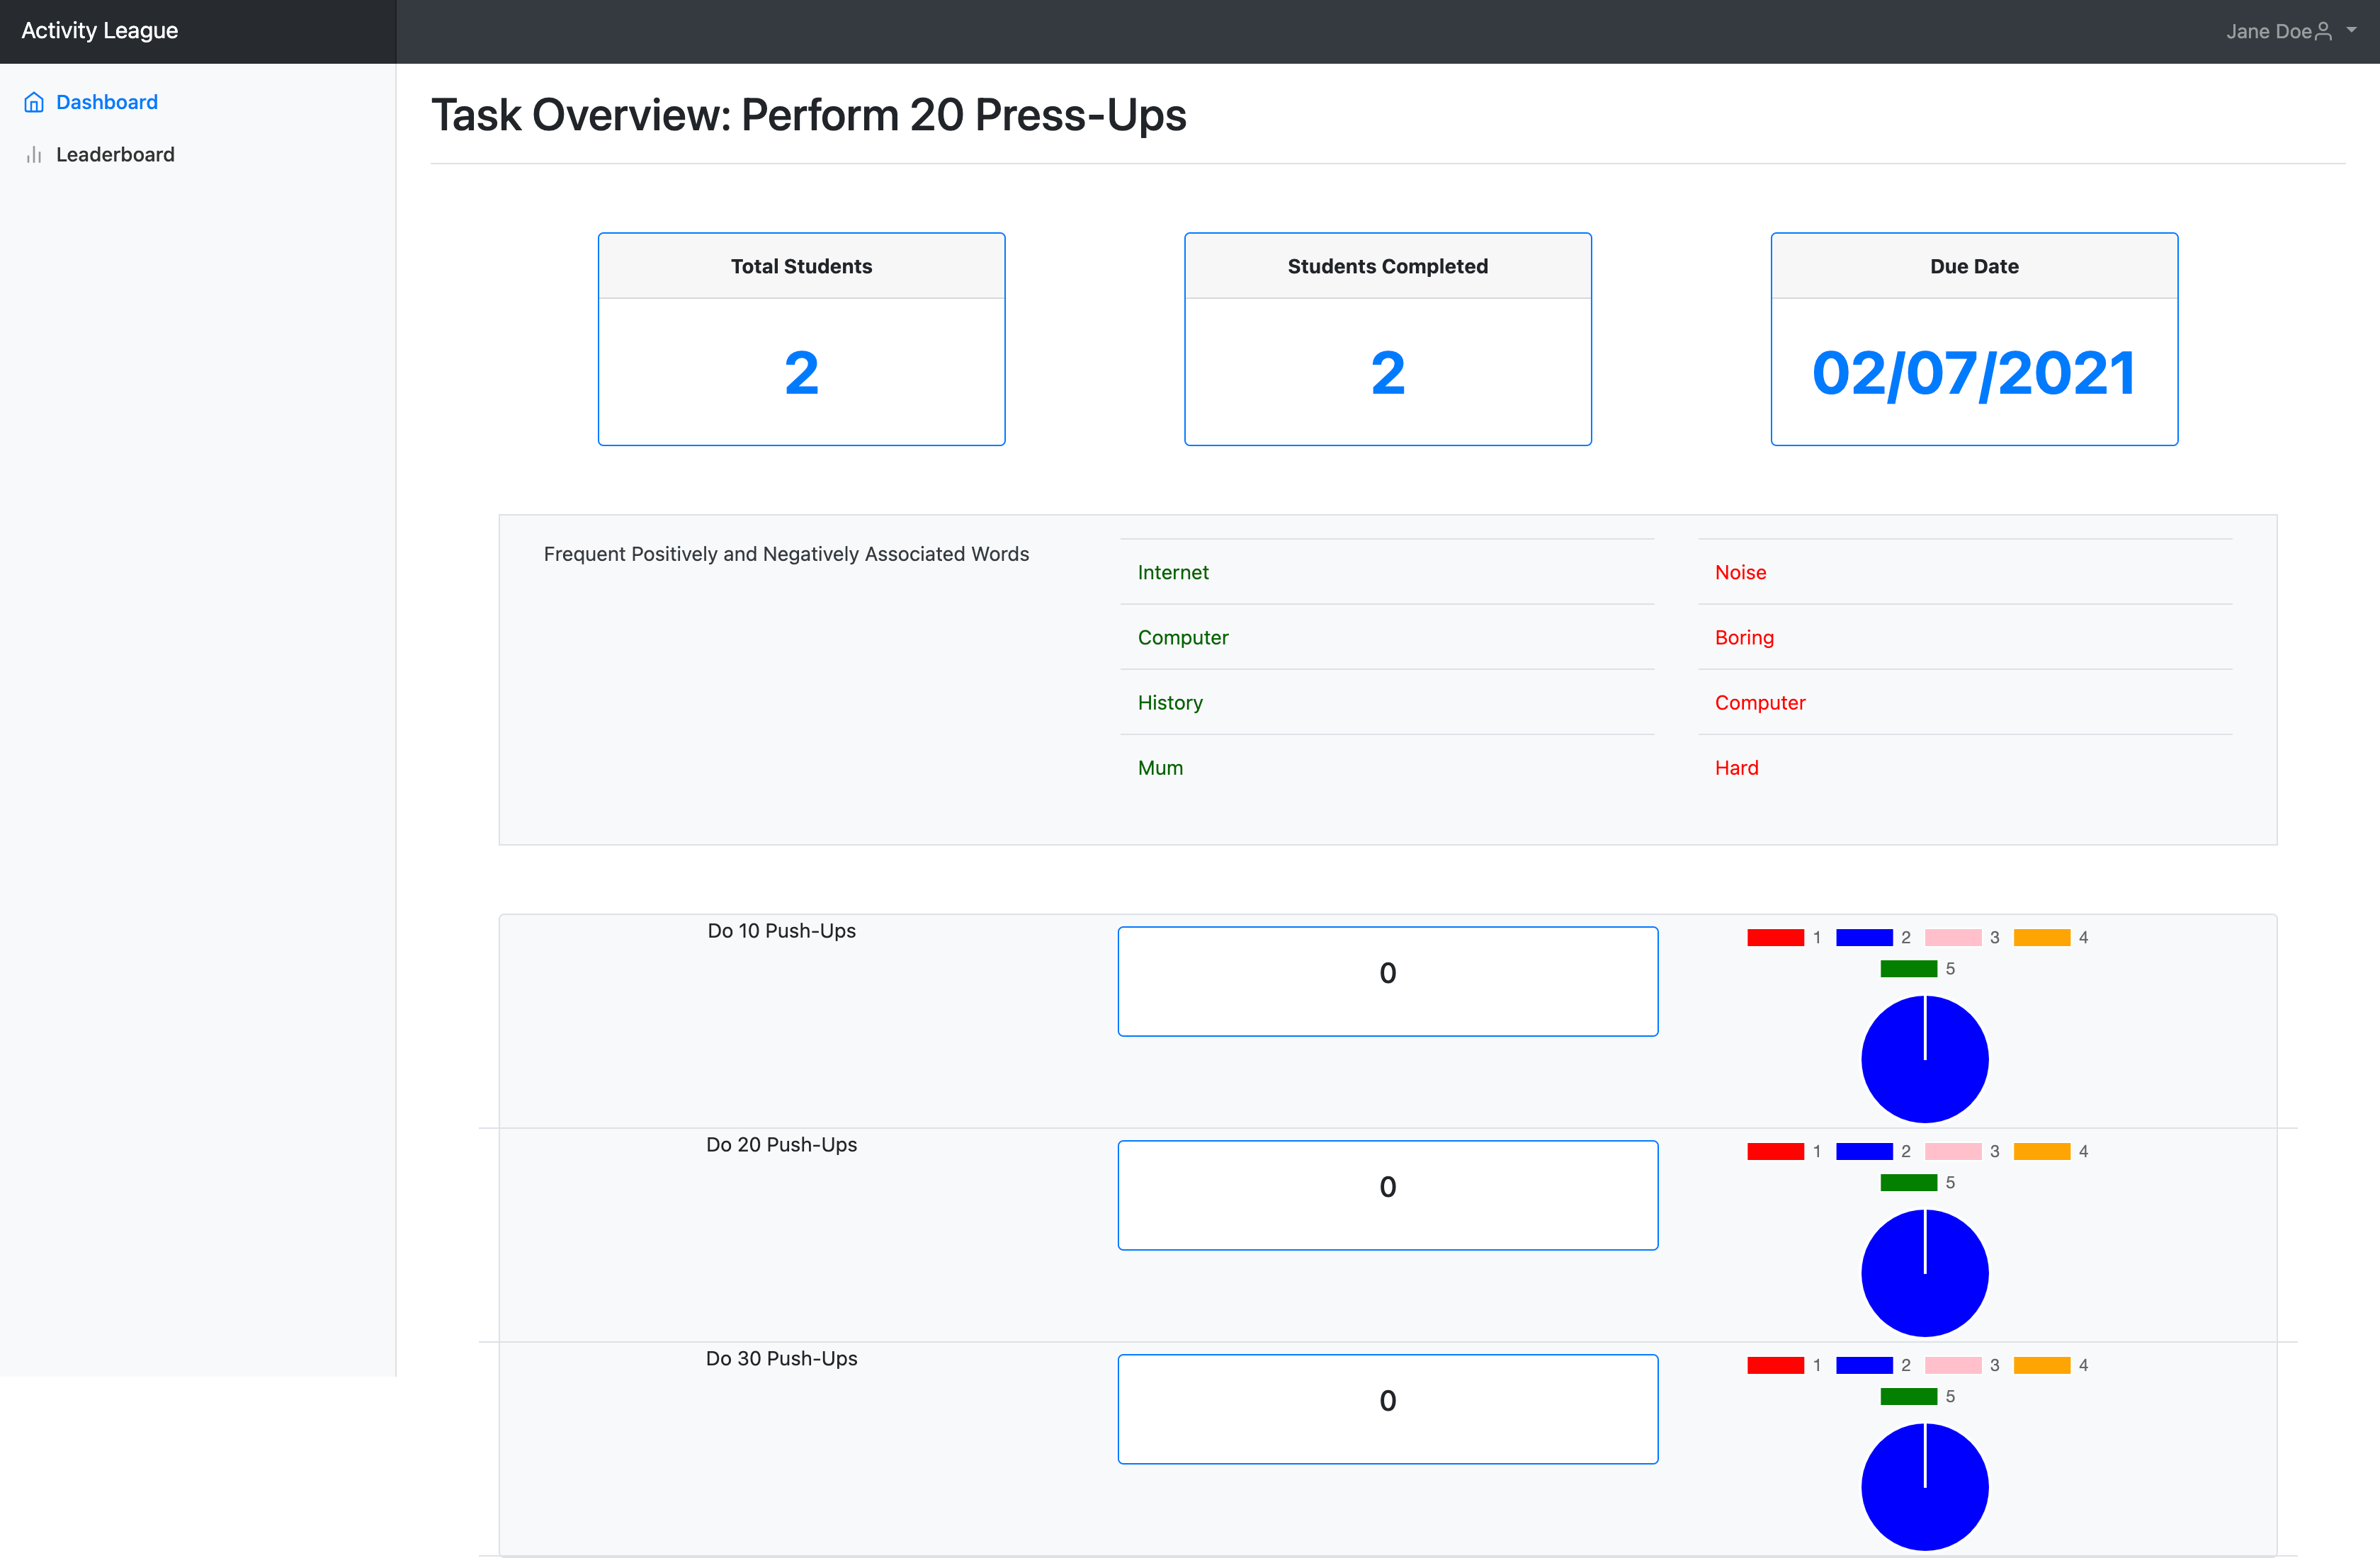 Activity League
Jane Doe
Dashboard
Leaderboard
Task Overview: Perform 20 Press-Ups
Total Students
2
Students Completed
2
Due Date
02/07/2021
Frequent Positively and Negatively Associated Words
Internet
Computer
History
Mum
Noise
Boring
Computer
Hard
Do 10 Push-Ups
0
1 2 3 4
5
Do 20 Push-Ups
0
1 2 3 4
5
Do 30 Push-Ups
0
1 2 3 4
5